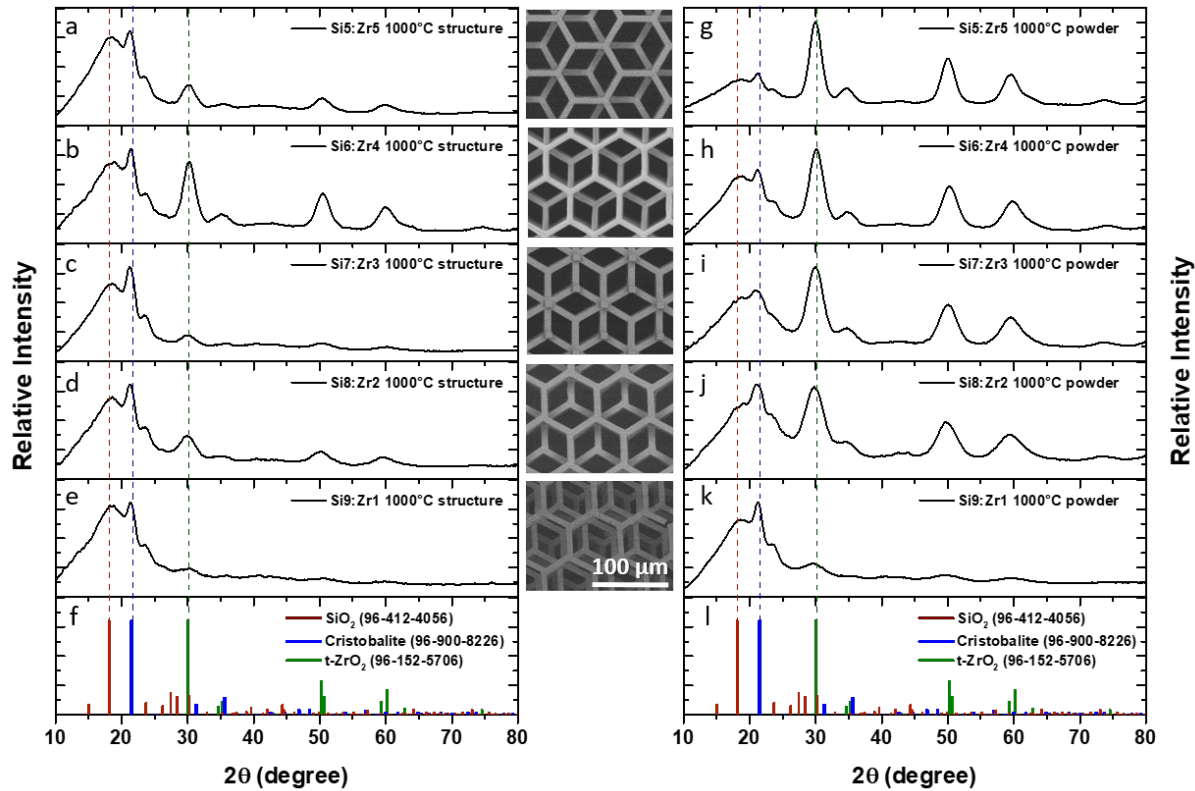 a
Si5:Zr5 1000°C structure
b
Si6:Zr4 1000°C structure
c
Si7:Zr3 1000°C structure
d
Si8:Zr2 1000°C structure
e
Si9:Zr1 1000°C structure
f
SiO₂ (96-412-4056)
Cristobalite (96-900-8226)
t-ZrO₂ (96-152-5706)
10 20 30 40 50 60 70 80
2θ (degree)
Relative Intensity
100 µm
g
Si5:Zr5 1000°C powder
h
Si6:Zr4 1000°C powder
i
Si7:Zr3 1000°C powder
j
Si8:Zr2 1000°C powder
k
Si9:Zr1 1000°C powder
l
SiO₂ (96-412-4056)
Cristobalite (96-900-8226)
t-ZrO₂ (96-152-5706)
10 20 30 40 50 60 70 80
2θ (degree)
Relative Intensity